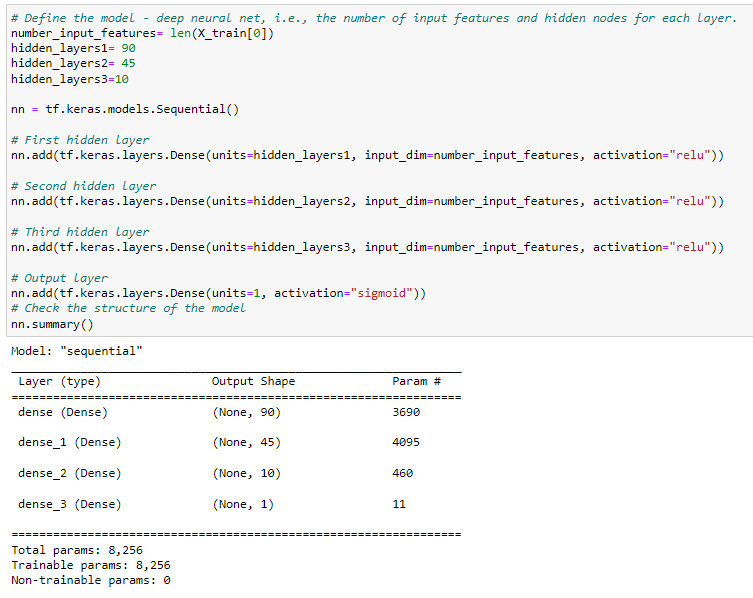 # Define the model - deep neural net, i.e., the number of input features and hidden nodes for each layer.
number_input_features= len(X_train[0])
hidden_layers1= 90
hidden_layers2= 45
hidden_layers3=10
nn = tf.keras.models.Sequential()
# First hidden layer
nn.add(tf.keras.layers.Dense(units=hidden_layers1, input_dim=number_input_features, activation="relu"))
# Second hidden layer
nn.add(tf.keras.layers.Dense(units=hidden_layers2, input_dim=number_input_features, activation="relu"))
# Third hidden layer
nn.add(tf.keras.layers.Dense(units=hidden_layers3, input_dim=number_input_features, activation="relu"))
# Output layer
nn.add(tf.keras.layers.Dense(units=1, activation="sigmoid"))
# Check the structure of the model
nn.summary()
Model: "sequential"
_________________________________________________________________
Layer (type) Output Shape Param #
=================================================================
dense (Dense) (None, 90) 3690
dense_1 (Dense) (None, 45) 4095
dense_2 (Dense) (None, 10) 460
dense_3 (Dense) (None, 1) 11
=================================================================
Total params: 8,256
Trainable params: 8,256
Non-trainable params: 0